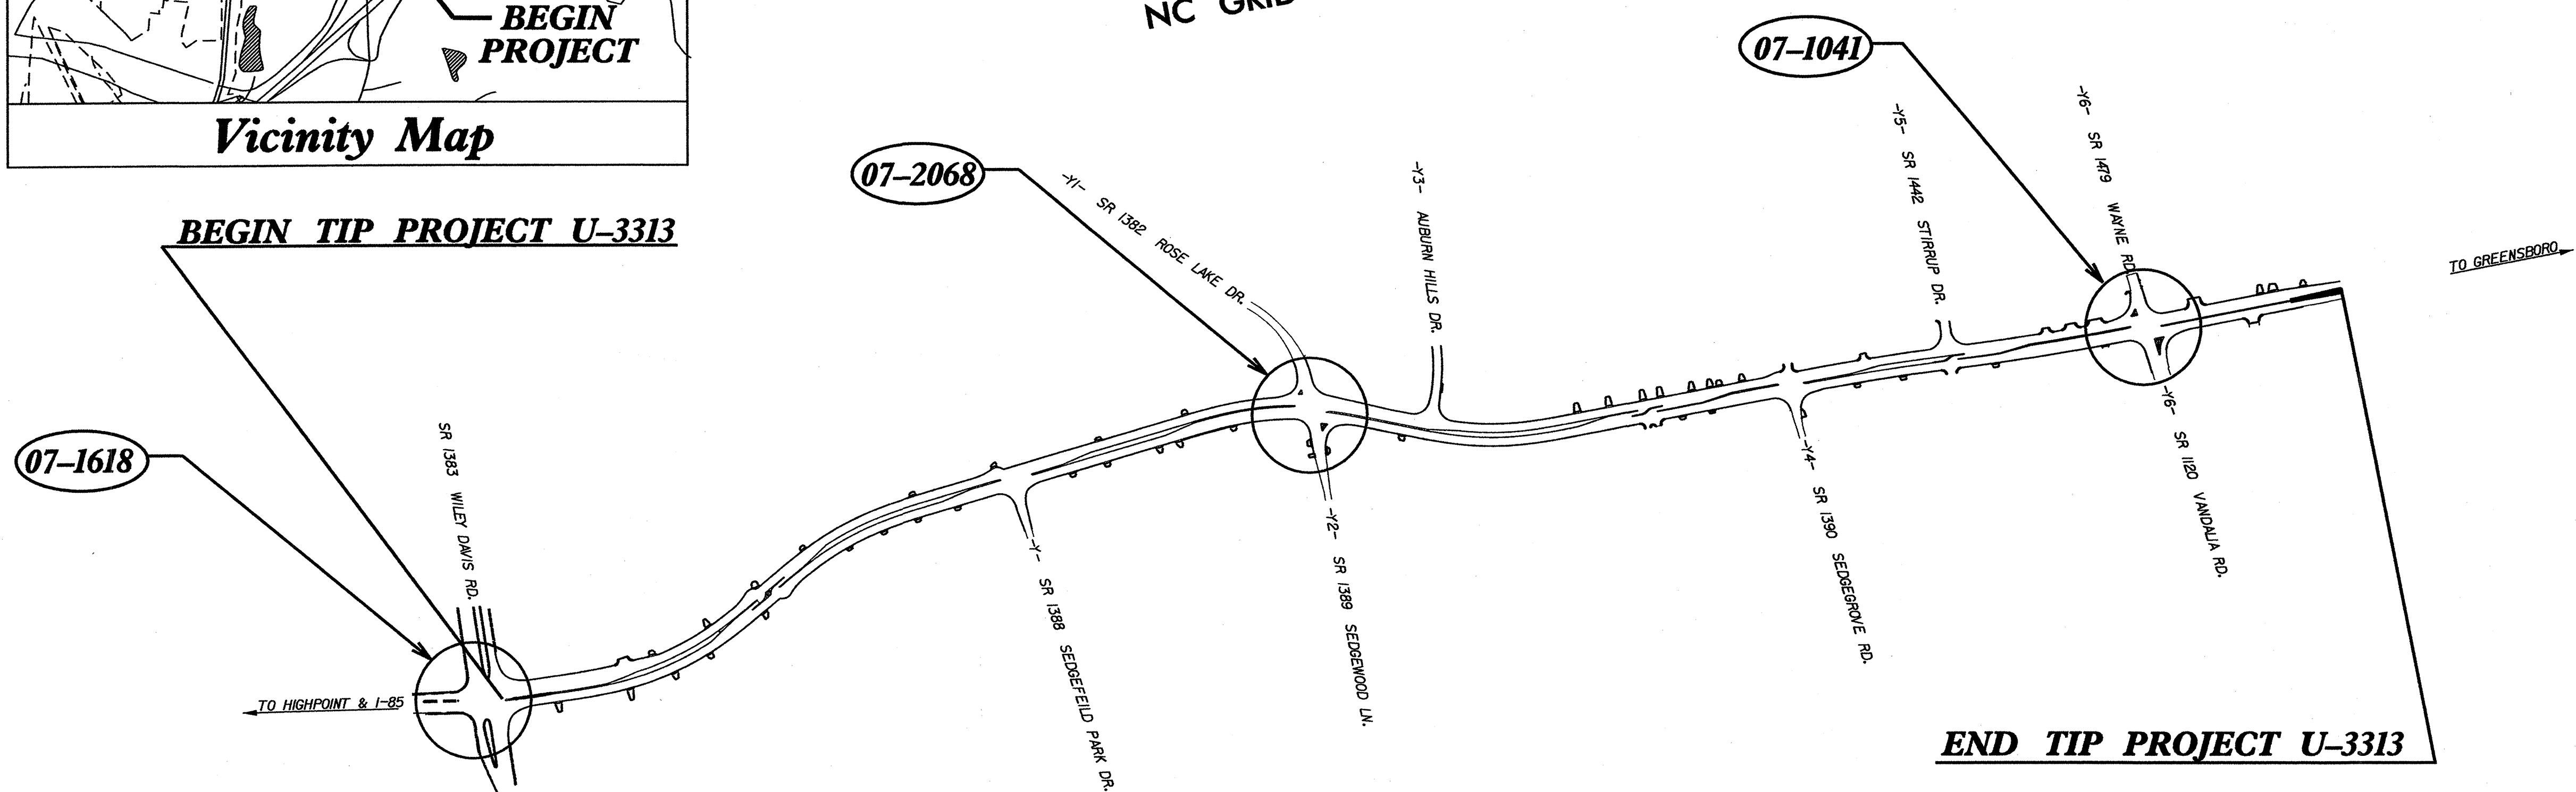 BEGIN
PROJECT
Vicinity Map
NC GRID
07–1041
07–2068
BEGIN TIP PROJECT U–3313
07–1618
-Y1- SR 1382 ROSE LAKE DR.
-Y3- AUBURN HILLS DR.
-Y5- SR 1442 STIRRUP DR.
-Y6- SR 1479 WAYNE RD.
TO GREENSBORO
SR 1383 WILEY DAVIS RD.
TO HIGHPOINT & I-85
-Y- SR 1388 SEDGEFEILD PARK DR.
-Y2- SR 1389 SEDGEWOOD LN.
-Y4- SR 1390 SEDGEGROVE RD.
-Y6- SR 1120 VANDALIA RD.
END TIP PROJECT U–3313